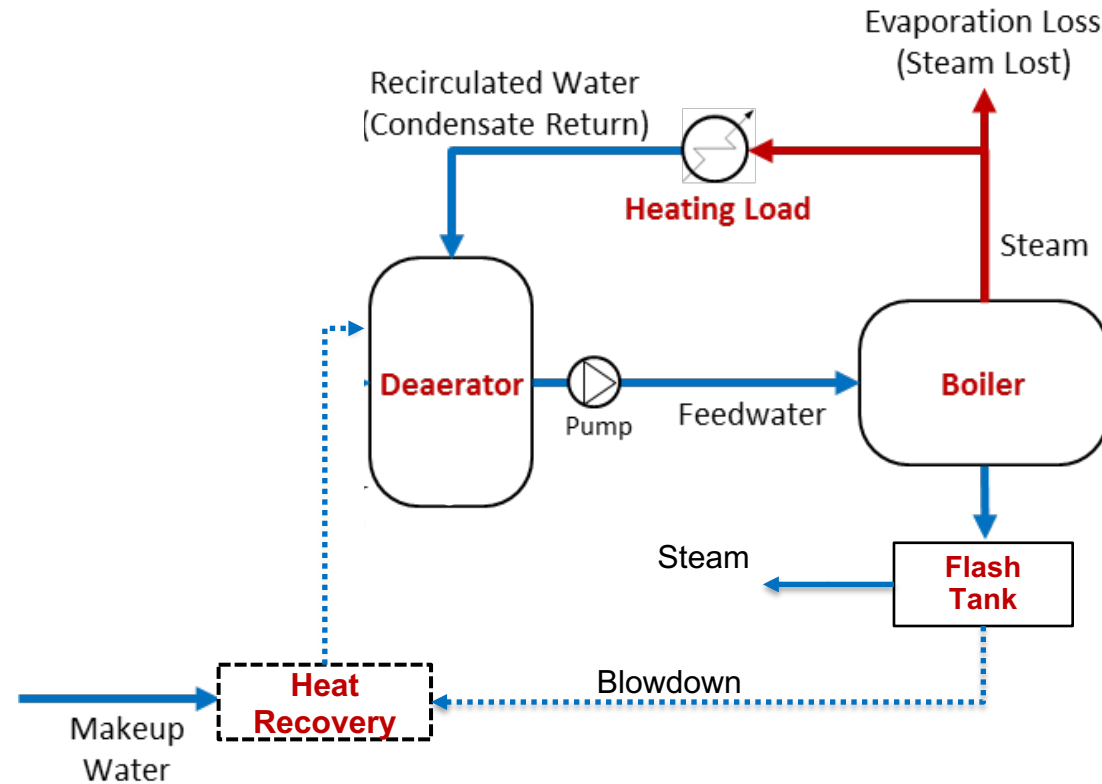 Evaporation Loss
(Steam Lost)
Recirculated Water
(Condensate Return)
Heating Load
Steam
Deaerator
Pump
Feedwater
Boiler
Steam
Flash
Tank
Blowdown
Heat
Recovery
Makeup
Water